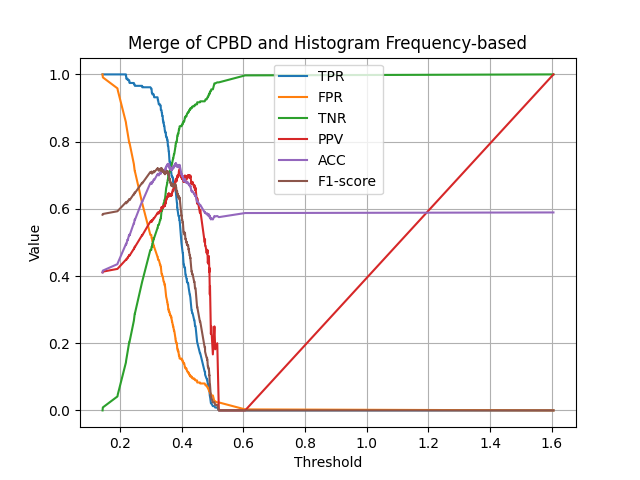 Merge of CPBD and Histogram Frequency-based
TPR
FPR
TNR
PPV
ACC
F1-score
1.0
0.8
0.6
0.4
0.2
0.0
Value
0.2 0.4 0.6 0.8 1.0 1.2 1.4 1.6
Threshold